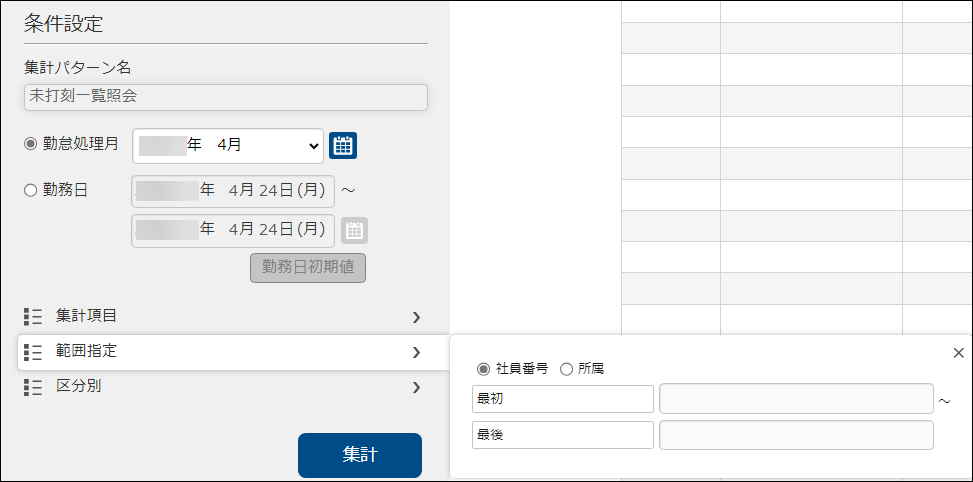 条件設定
集計パターン名
未打刻一覧照会
勤怠処理月 年 4月
勤務日 年 4月 24日(月) ～
年 4月 24日(月)
勤務日初期値
集計項目
範囲指定
区分別
集計
社員番号 所属
最初 ～
最後